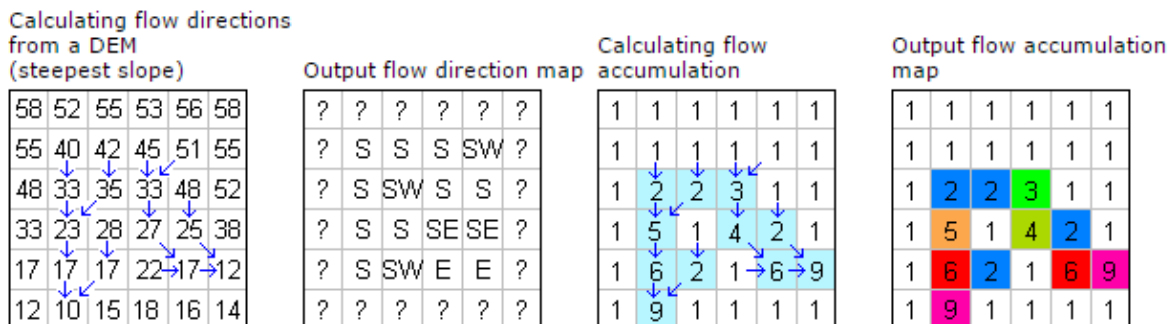 Calculating flow directions
from a DEM
(steepest slope)
58 52 55 53 56 58
55 40 42 45 51 55
48 33 35 33 48 52
33 23 28 27 25 38
17 17 17 22 17 12
12 10 15 18 16 14
Output flow direction map
? ? ? ? ? ?
? S S S SW ?
? S SW S S ?
? S S SE SE ?
? S SW E E ?
? ? ? ? ? ?
Calculating flow
accumulation
1 1 1 1 1 1
1 1 1 1 1 1
1 2 2 3 1 1
1 5 1 4 2 1
1 6 2 1 6 9
1 9 1 1 1 1
Output flow accumulation
map
1 1 1 1 1 1
1 1 1 1 1 1
1 2 2 3 1 1
1 5 1 4 2 1
1 6 2 1 6 9
1 9 1 1 1 1